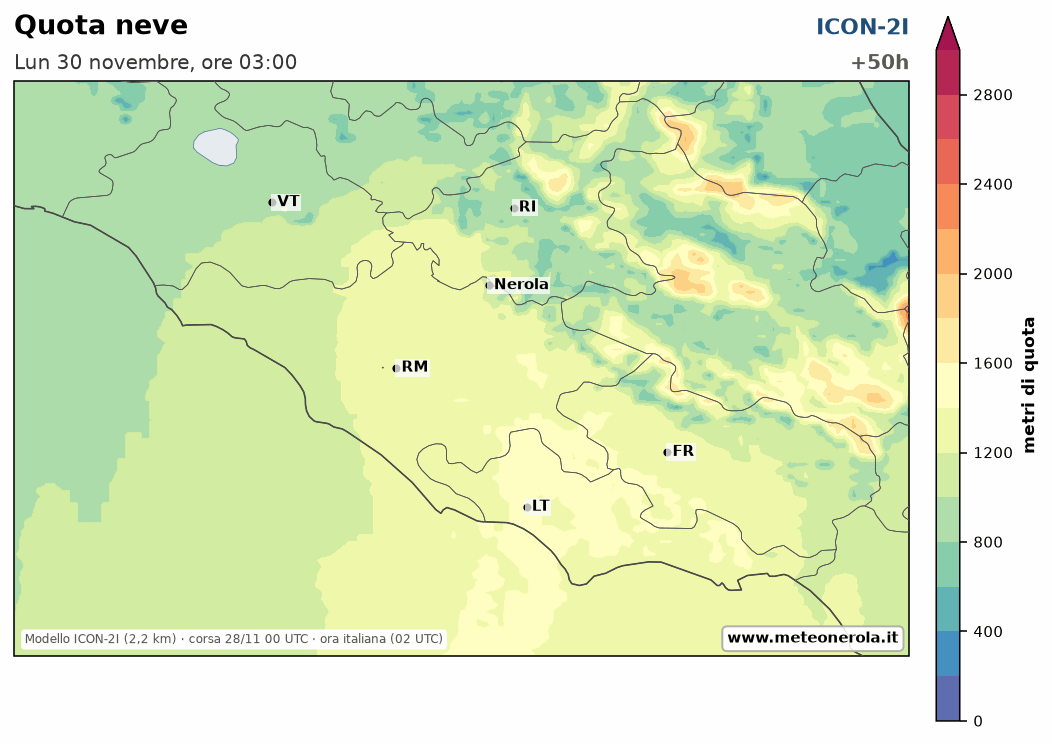 Quota neve
ICON-2I
Lun 30 novembre, ore 03:00
+50h
VT
RI
Nerola
RM
FR
LT
Modello ICON-2I (2,2 km) · corsa 28/11 00 UTC · ora italiana (02 UTC)
www.meteonerola.it
2800
2400
2000
1600
1200
800
400
0
metri di quota